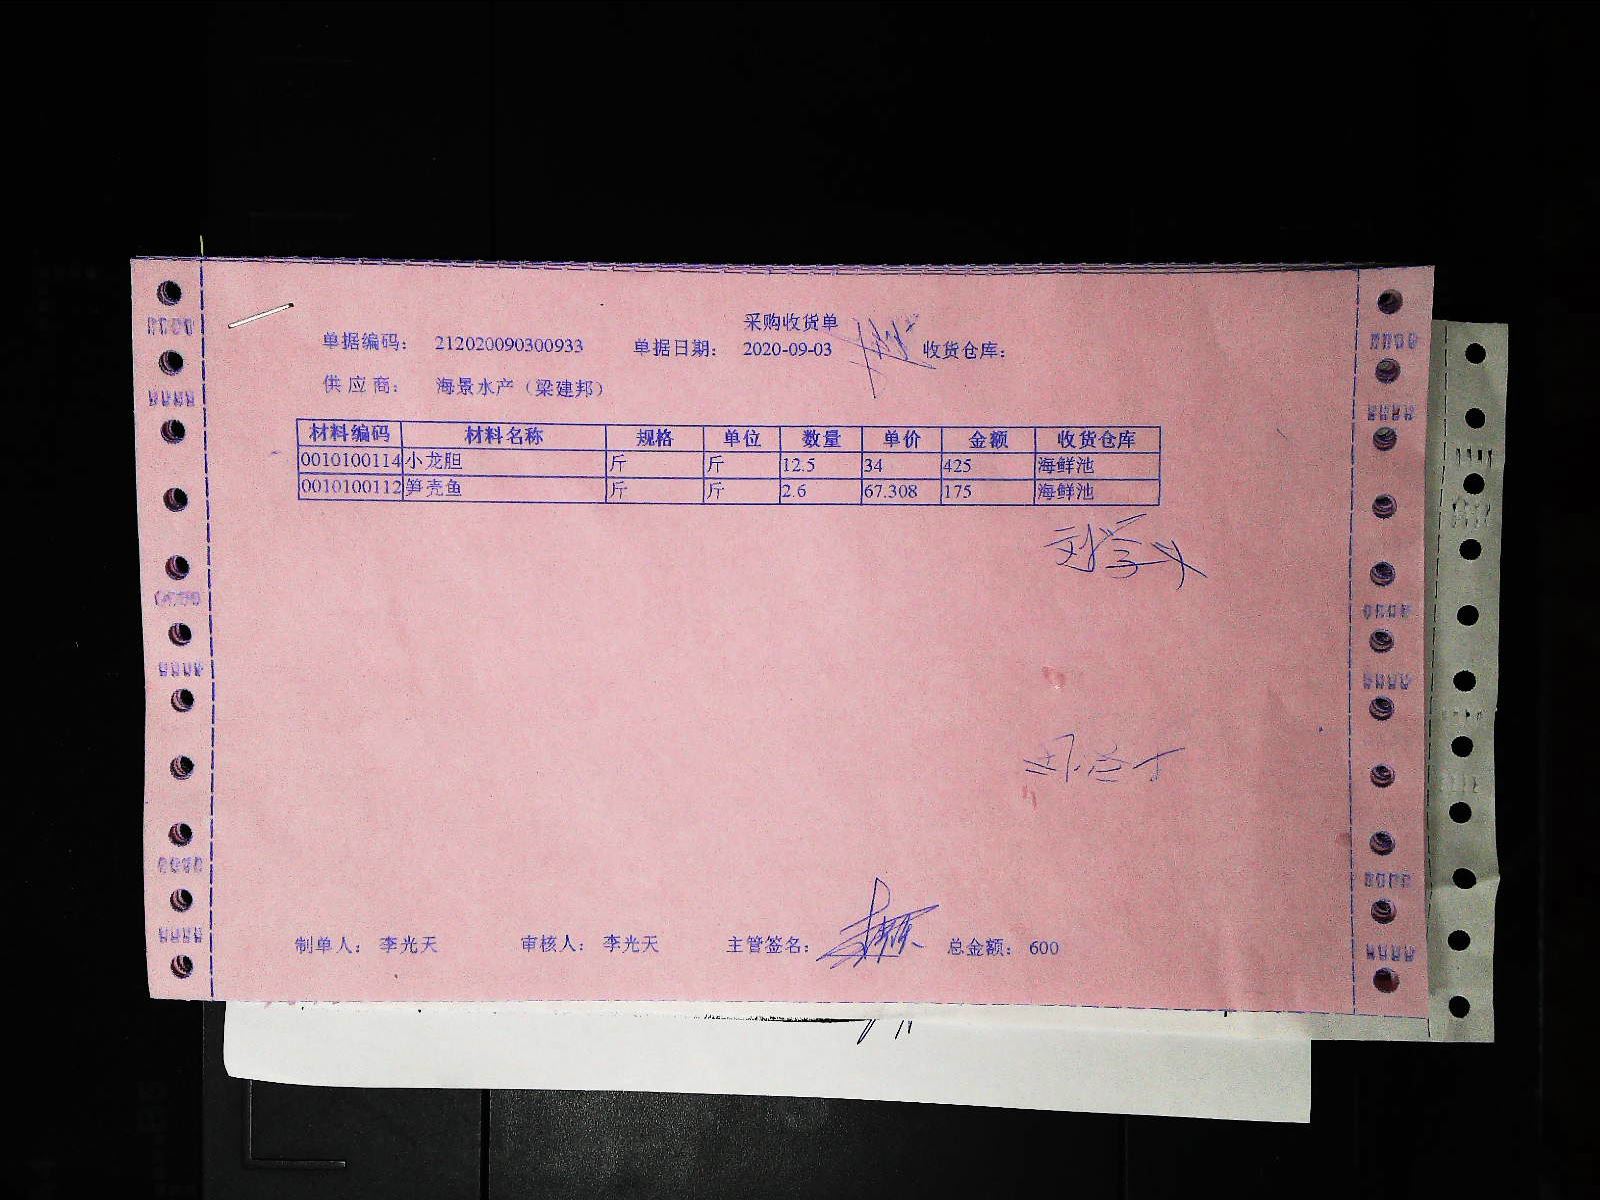 采购收货单
单据编码： 212020090300933 单据日期： 2020-09-03 收货仓库：
供应商： 海景水产（梁建邦）
材料编码 材料名称 规格 单位 数量 单价 金额 收货仓库
0010100114 小龙胆 斤 斤 12.5 34 425 海鲜池
0010100112 笋壳鱼 斤 斤 2.6 67.308 175 海鲜池
制单人： 李光天 审核人： 李光天 主管签名： 总金额： 600